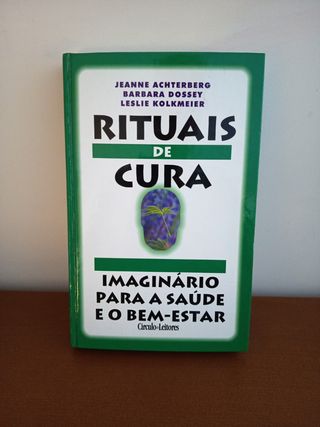 JEANNE ACHTERBERG
BARBARA DOSSEY
LESLIE KOLKMEIER
RITUAIS
DE
CURA
IMAGINÁRIO
PARA A SAÚDE
E O BEM-ESTAR
Círculo-Leitores